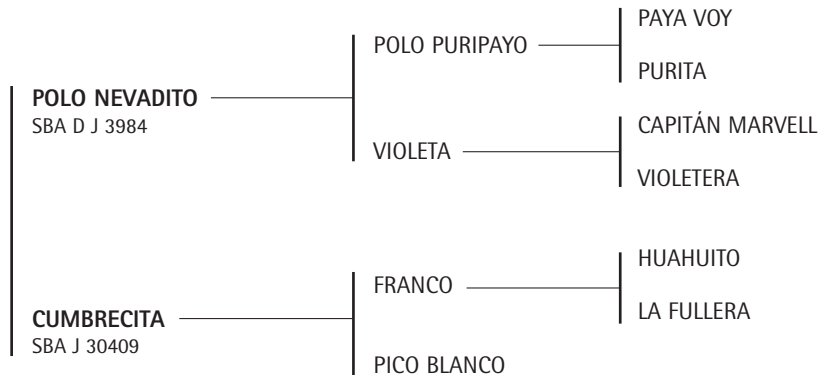 PAYA VOY
POLO PURIPAYO
PURITA
POLO NEVADITO
SBA D J 3984
CAPITÁN MARVELL
VIOLETA
VIOLETERA
HUAHUITO
FRANCO
LA FULLERA
CUMBRECITA
SBA J 30409
PICO BLANCO